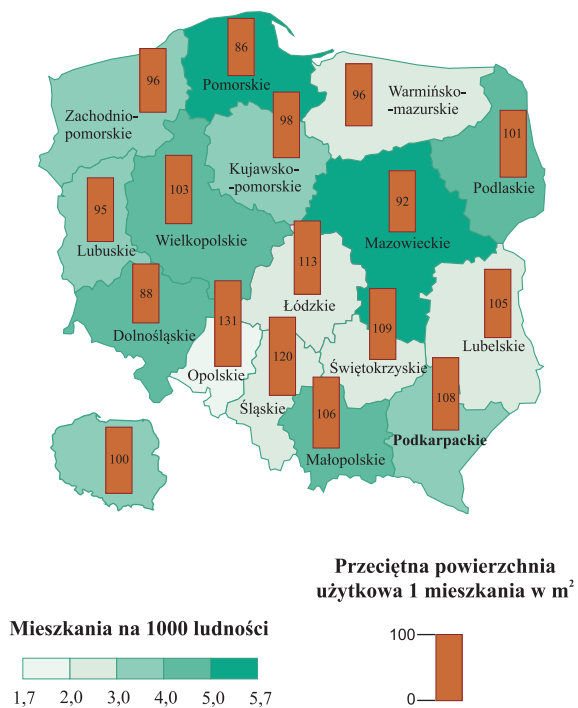 86
Pomorskie
96
Zachodnio-
pomorskie
96
Warmińsko-
-mazurskie
98
Kujawsko-
-pomorskie
101
Podlaskie
103
Wielkopolskie
95
Lubuskie
92
Mazowieckie
113
Łódzkie
88
Dolnośląskie
131
Opolskie
120
Śląskie
109
Świętokrzyskie
105
Lubelskie
106
Małopolskie
108
Podkarpackie
100
Przeciętna powierzchnia
użytkowa 1 mieszkania w m²
100
0
Mieszkania na 1000 ludności
1,7 2,0 3,0 4,0 5,0 5,7